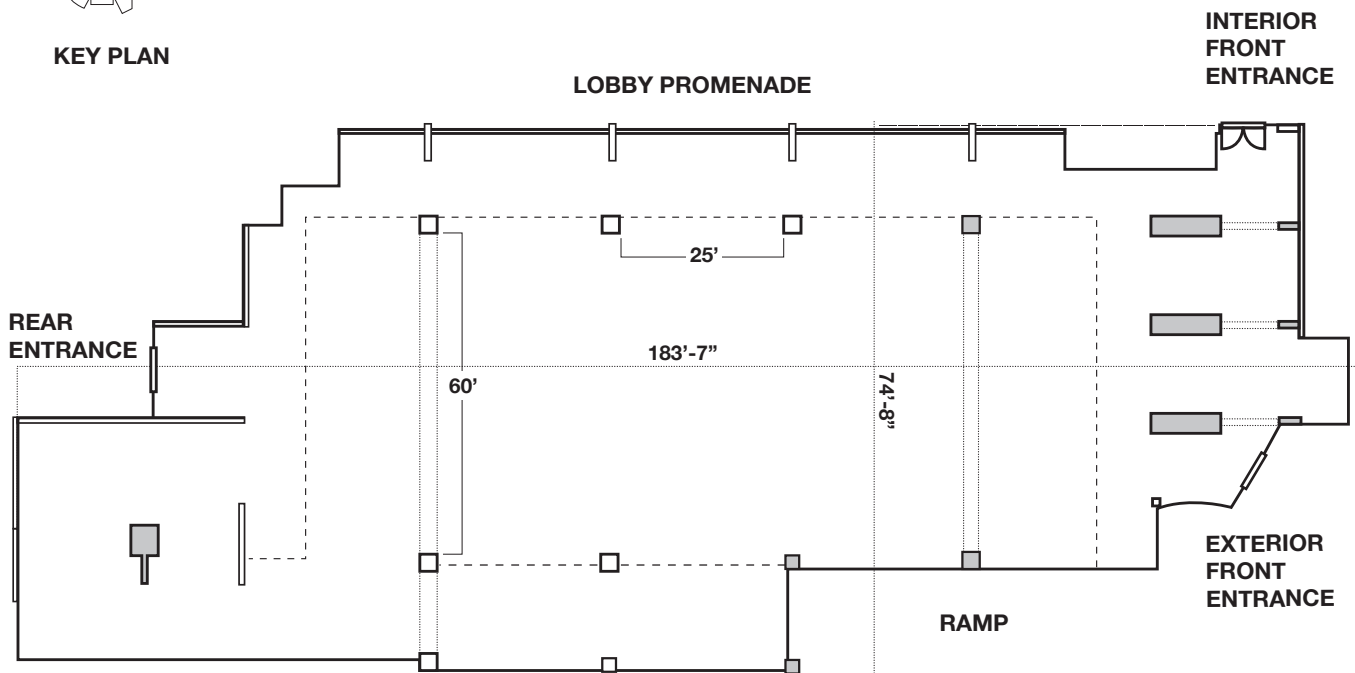 KEY PLAN
INTERIOR
FRONT
ENTRANCE
LOBBY PROMENADE
25’
REAR
ENTRANCE
183’-7”
60’
74’-8”
EXTERIOR
FRONT
ENTRANCE
RAMP